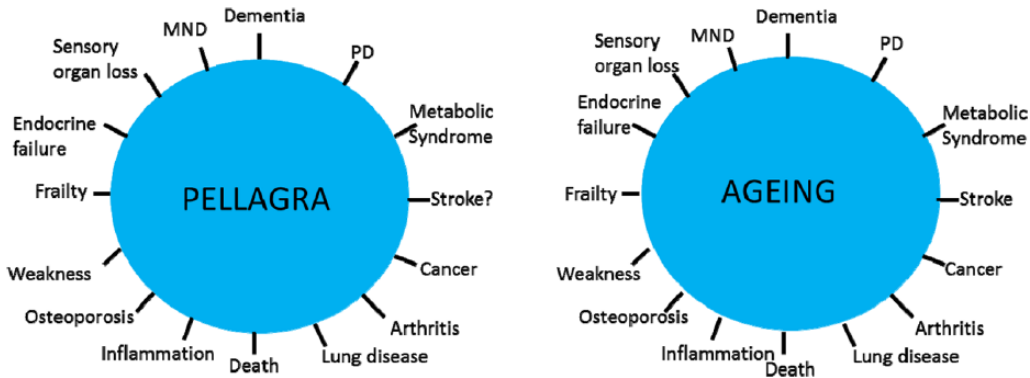 Dementia
MND
PD
Sensory
organ loss
Metabolic
Syndrome
Endocrine
failure
Frailty
PELLAGRA
Stroke?
Weakness
Cancer
Osteoporosis
Arthritis
Inflammation
Lung disease
Death
Dementia
MND
PD
Sensory
organ loss
Metabolic
Syndrome
Endocrine
failure
Frailty
AGEING
Stroke
Weakness
Cancer
Osteoporosis
Arthritis
Inflammation
Lung disease
Death